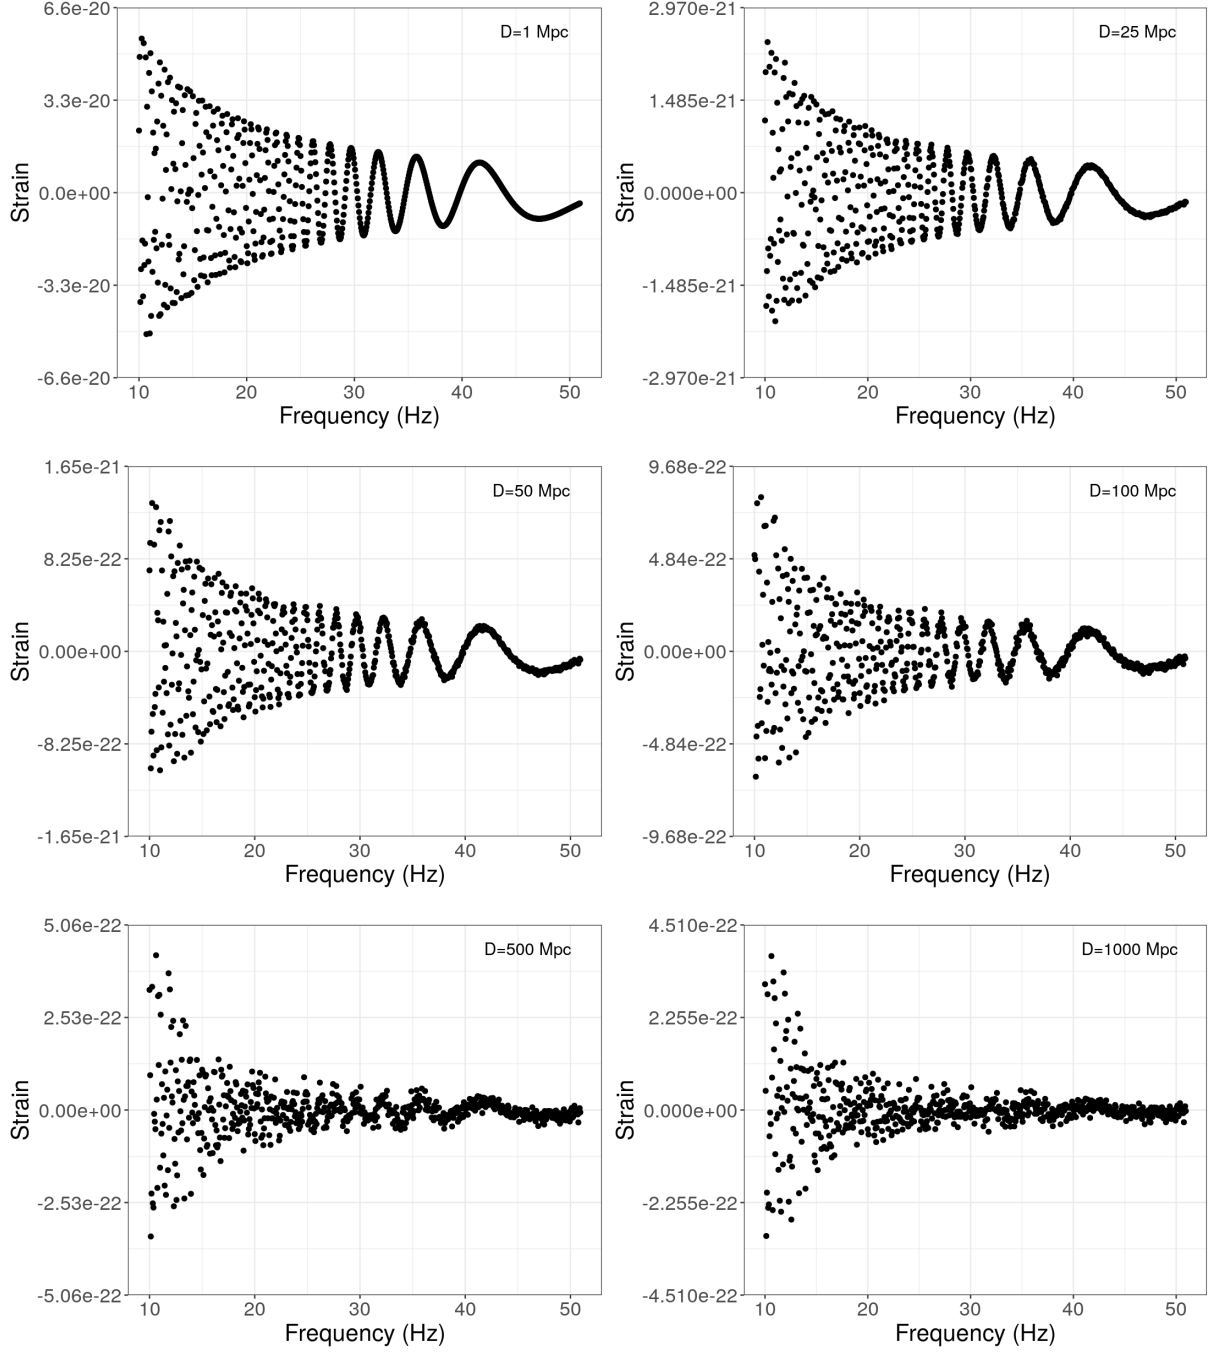 D=1 Mpc
Strain
6.6e-20
3.3e-20
0.0e+00
-3.3e-20
-6.6e-20
10 20 30 40 50
Frequency (Hz)
D=25 Mpc
Strain
2.970e-21
1.485e-21
0.000e+00
-1.485e-21
-2.970e-21
10 20 30 40 50
Frequency (Hz)
D=50 Mpc
Strain
1.65e-21
8.25e-22
0.00e+00
-8.25e-22
-1.65e-21
10 20 30 40 50
Frequency (Hz)
D=100 Mpc
Strain
9.68e-22
4.84e-22
0.00e+00
-4.84e-22
-9.68e-22
10 20 30 40 50
Frequency (Hz)
D=500 Mpc
Strain
5.06e-22
2.53e-22
0.00e+00
-2.53e-22
-5.06e-22
10 20 30 40 50
Frequency (Hz)
D=1000 Mpc
Strain
4.510e-22
2.255e-22
0.000e+00
-2.255e-22
-4.510e-22
10 20 30 40 50
Frequency (Hz)